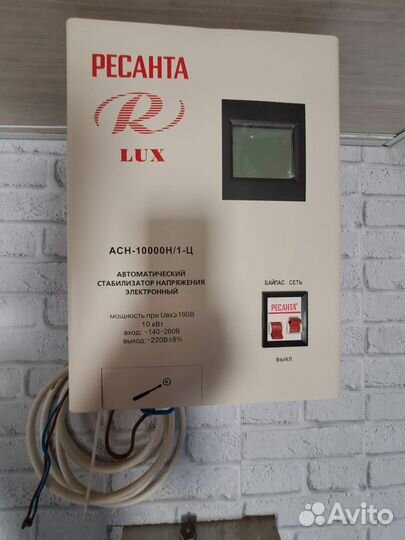 РЕСАНТА
R
LUX
АСН-10000Н/1-Ц
АВТОМАТИЧЕСКИЙ
СТАБИЛИЗАТОР НАПРЯЖЕНИЯ
ЭЛЕКТРОННЫЙ
мощность при Uвх≥190В
10 кВт
вход: ~140-260В
выход:~220В±8%
БАЙПАС СЕТЬ
РЕСАНТА
ВЫКЛ
Avito